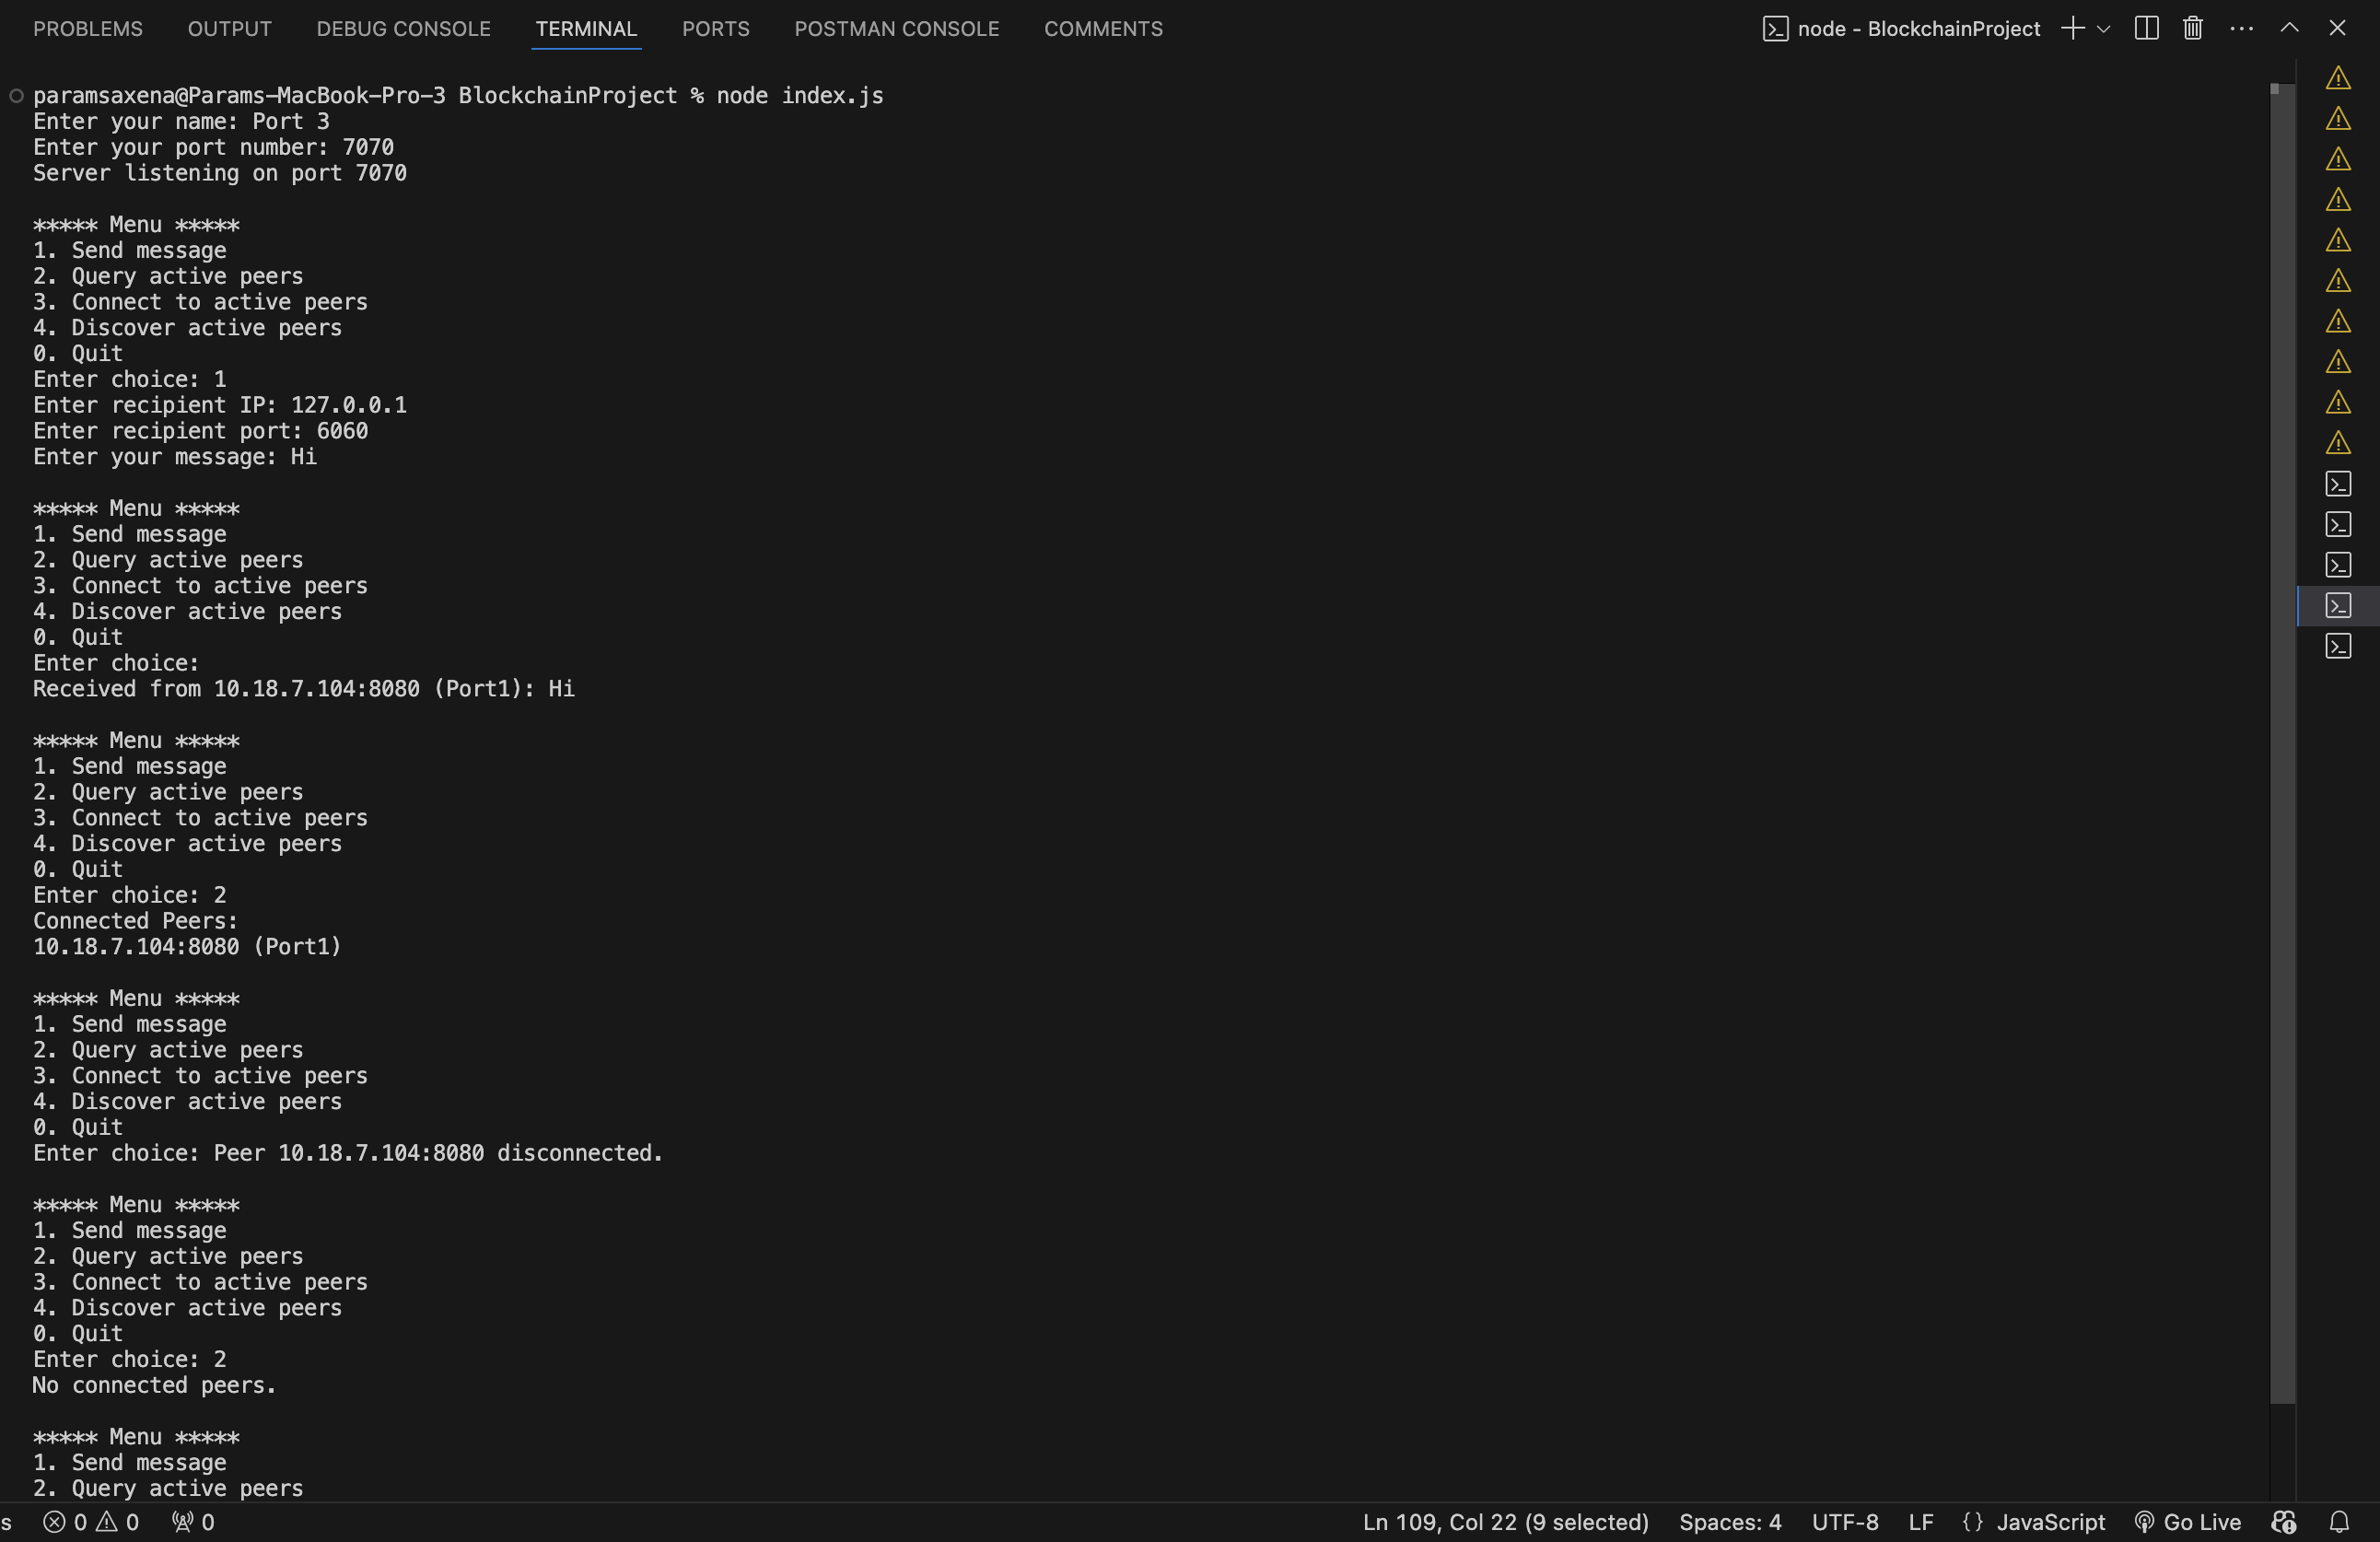 PROBLEMS OUTPUT DEBUG CONSOLE TERMINAL PORTS POSTMAN CONSOLE COMMENTS node - BlockchainProject
paramsaxena@Params-MacBook-Pro-3 BlockchainProject % node index.js
Enter your name: Port 3
Enter your port number: 7070
Server listening on port 7070
***** Menu *****
1. Send message
2. Query active peers
3. Connect to active peers
4. Discover active peers
0. Quit
Enter choice: 1
Enter recipient IP: 127.0.0.1
Enter recipient port: 6060
Enter your message: Hi
***** Menu *****
1. Send message
2. Query active peers
3. Connect to active peers
4. Discover active peers
0. Quit
Enter choice:
Received from 10.18.7.104:8080 (Port1): Hi
***** Menu *****
1. Send message
2. Query active peers
3. Connect to active peers
4. Discover active peers
0. Quit
Enter choice: 2
Connected Peers:
10.18.7.104:8080 (Port1)
***** Menu *****
1. Send message
2. Query active peers
3. Connect to active peers
4. Discover active peers
0. Quit
Enter choice: Peer 10.18.7.104:8080 disconnected.
***** Menu *****
1. Send message
2. Query active peers
3. Connect to active peers
4. Discover active peers
0. Quit
Enter choice: 2
No connected peers.
***** Menu *****
1. Send message
2. Query active peers
s 0 0 0 Ln 109, Col 22 (9 selected) Spaces: 4 UTF-8 LF {} JavaScript Go Live